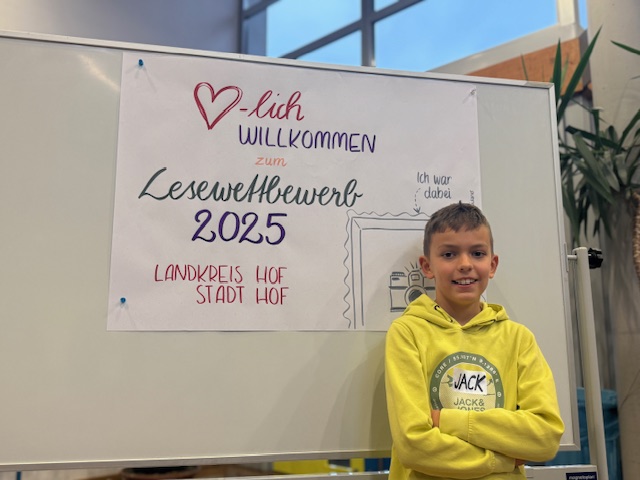 ♥-lich
WILLKOMMEN
zum
Lesewettbewerb
2025
LANDKREIS HOF
STADT HOF
Ich war
dabei
JACK
JACK&
JONES